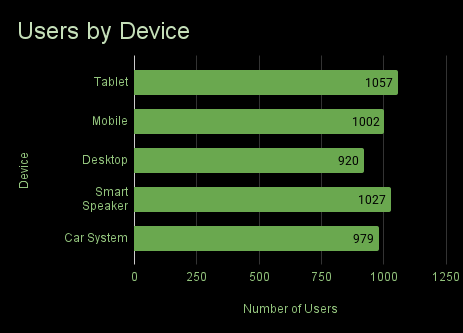 Users by Device
Device
Tablet
1057
Mobile
1002
Desktop
920
Smart
Speaker
1027
Car System
979
0 250 500 750 1000 1250
Number of Users